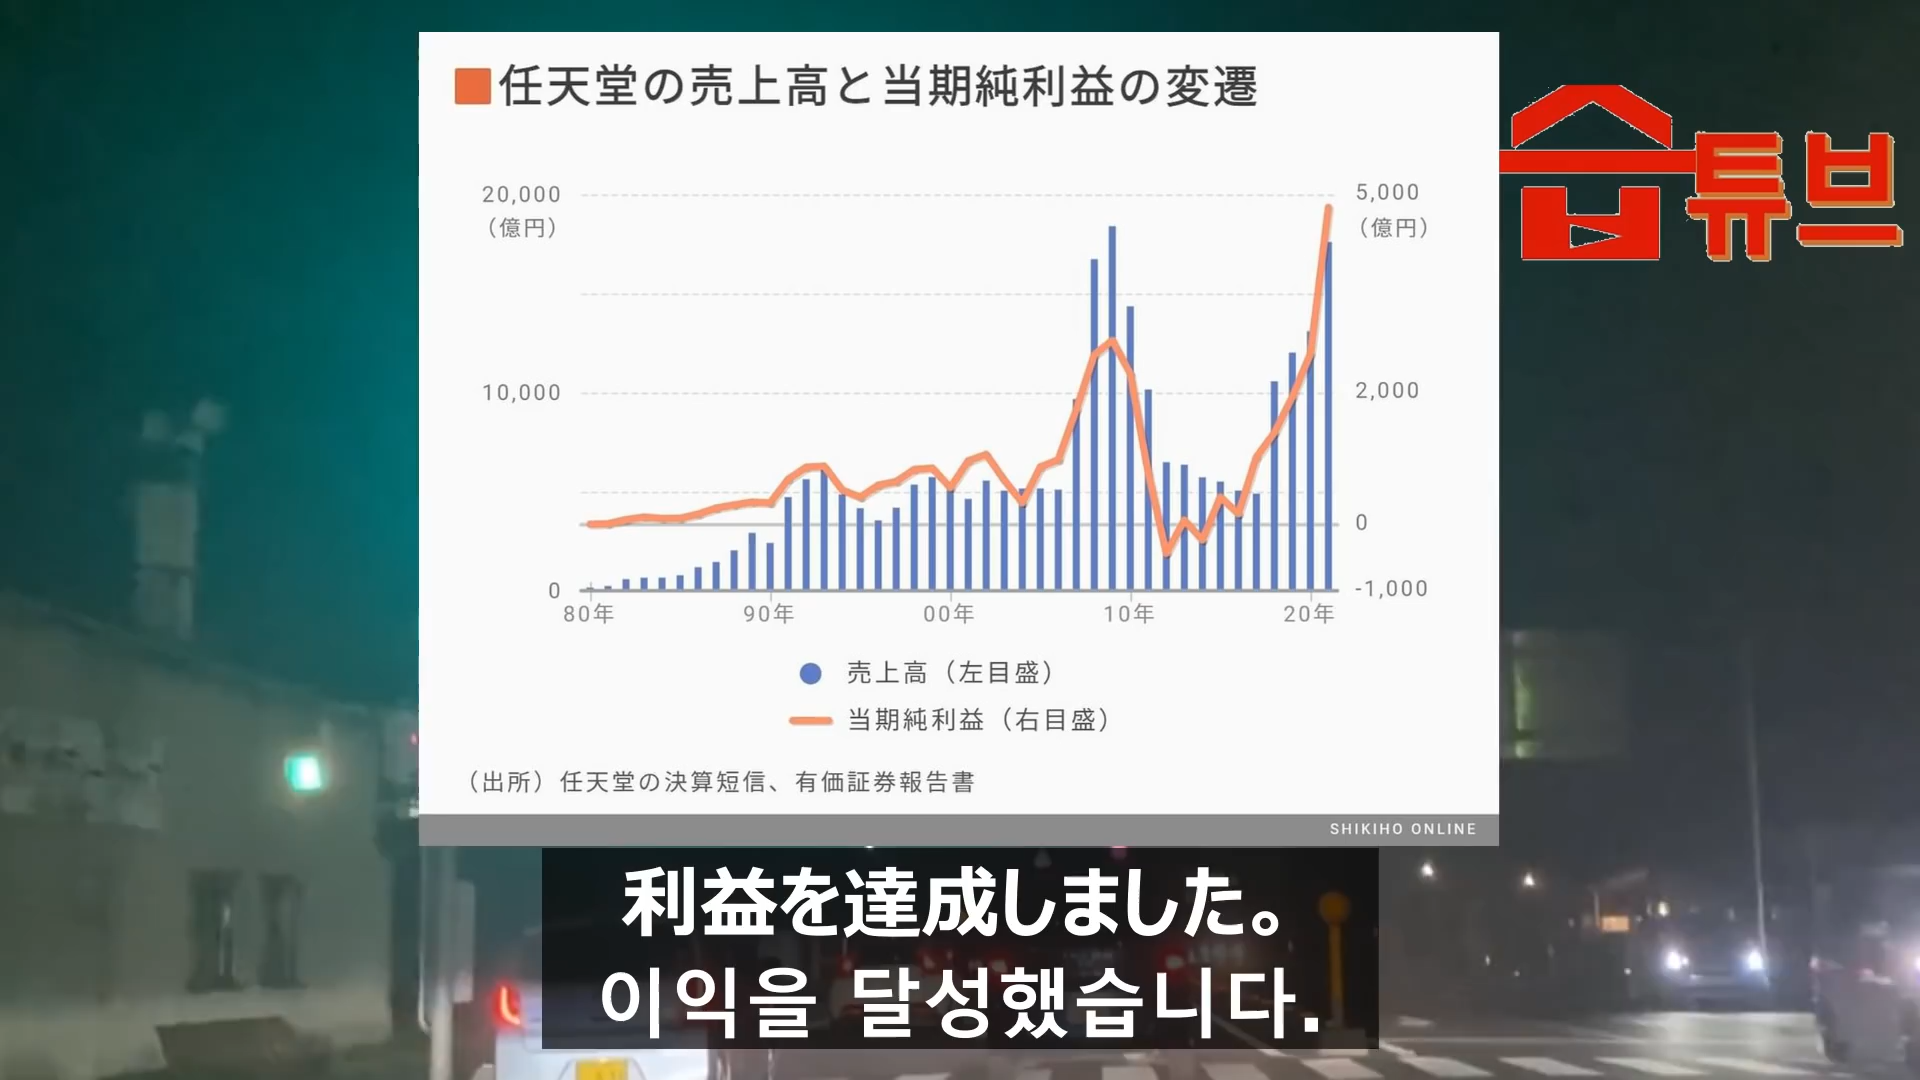 ■任天堂の売上高と当期純利益の変遷
습튜브
20,000
5,000
（億円）
（億円）
10,000
2,000
0
0
-1,000
80年
90年
00年
10年
20年
売上高（左目盛）
当期純利益（右目盛）
（出所）任天堂の決算短信、有価証券報告書
SHIKIHO ONLINE
利益を達成しました。
이익을 달성했습니다.